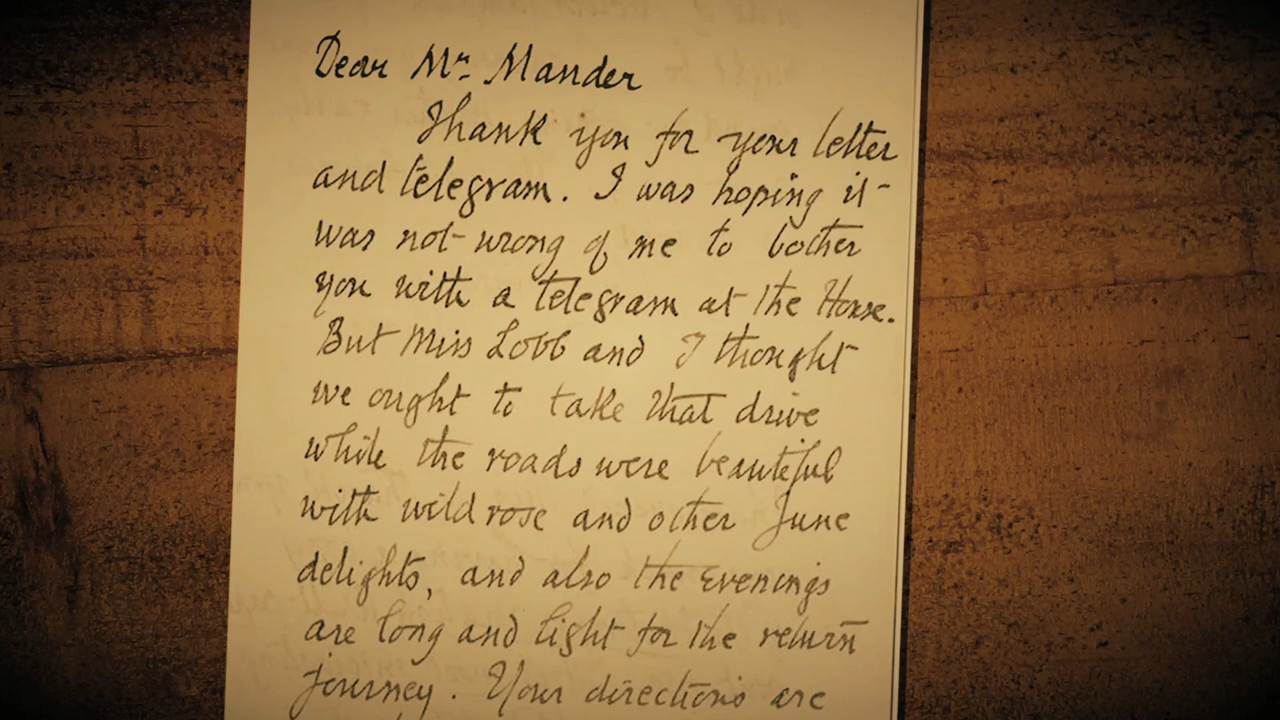 Dear Mr. Mander
Thank you for your letter
and telegram. I was hoping it
was not wrong of me to bother
you with a telegram at the House.
But Miss Lobb and I thought
we ought to take that drive
while the roads were beautiful
with wild rose and other June
delights, and also the evenings
are long and light for the return
journey. Your directions are